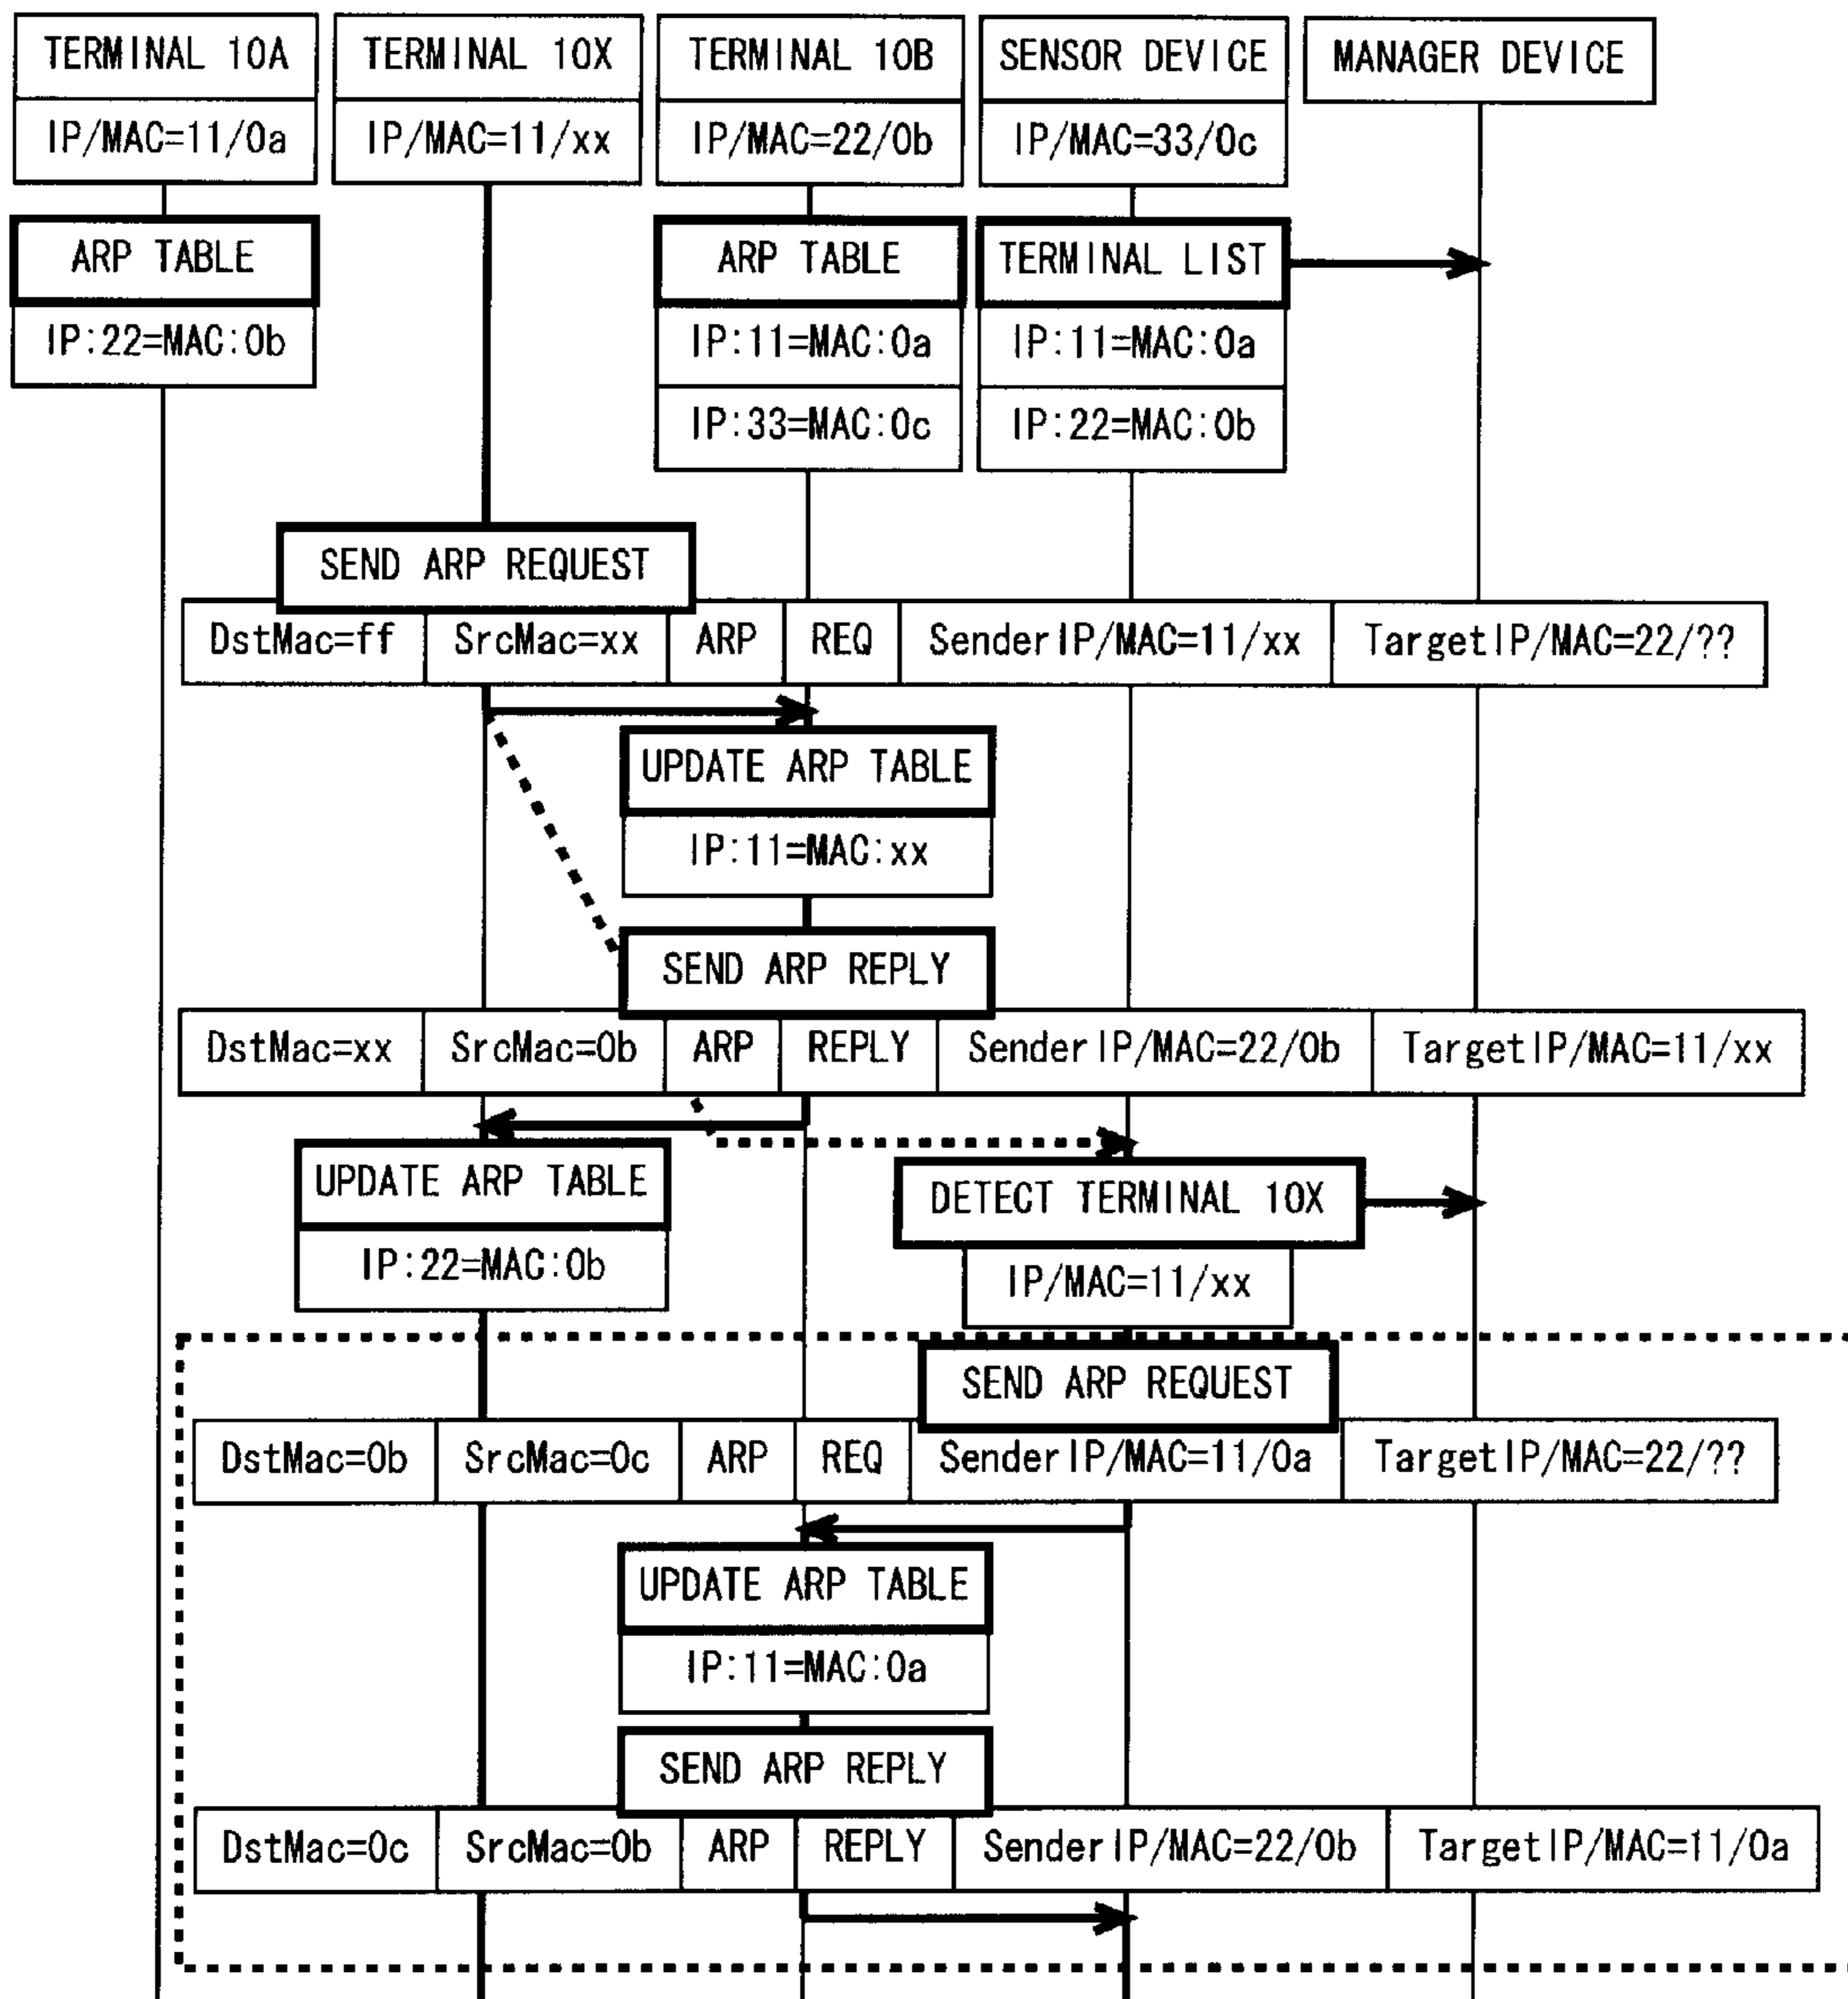 TERMINAL 10A
TERMINAL 10X
TERMINAL 10B
SENSOR DEVICE
MANAGER DEVICE
IP/MAC=11/0a
IP/MAC=11/xx
IP/MAC=22/0b
IP/MAC=33/0c
ARP TABLE
ARP TABLE
TERMINAL LIST
IP:22=MAC:0b
IP:11=MAC:0a
IP:11=MAC:0a
IP:33=MAC:0c
IP:22=MAC:0b
SEND ARP REQUEST
DstMac=ff
SrcMac=xx
ARP
REQ
SenderIP/MAC=11/xx
TargetIP/MAC=22/??
UPDATE ARP TABLE
IP:11=MAC:xx
SEND ARP REPLY
DstMac=xx
SrcMac=0b
ARP
REPLY
SenderIP/MAC=22/0b
TargetIP/MAC=11/xx
UPDATE ARP TABLE
DETECT TERMINAL 10X
IP:22=MAC:0b
IP/MAC=11/xx
SEND ARP REQUEST
DstMac=0b
SrcMac=0c
ARP
REQ
SenderIP/MAC=11/0a
TargetIP/MAC=22/??
UPDATE ARP TABLE
IP:11=MAC:0a
SEND ARP REPLY
DstMac=0c
SrcMac=0b
ARP
REPLY
SenderIP/MAC=22/0b
TargetIP/MAC=11/0a